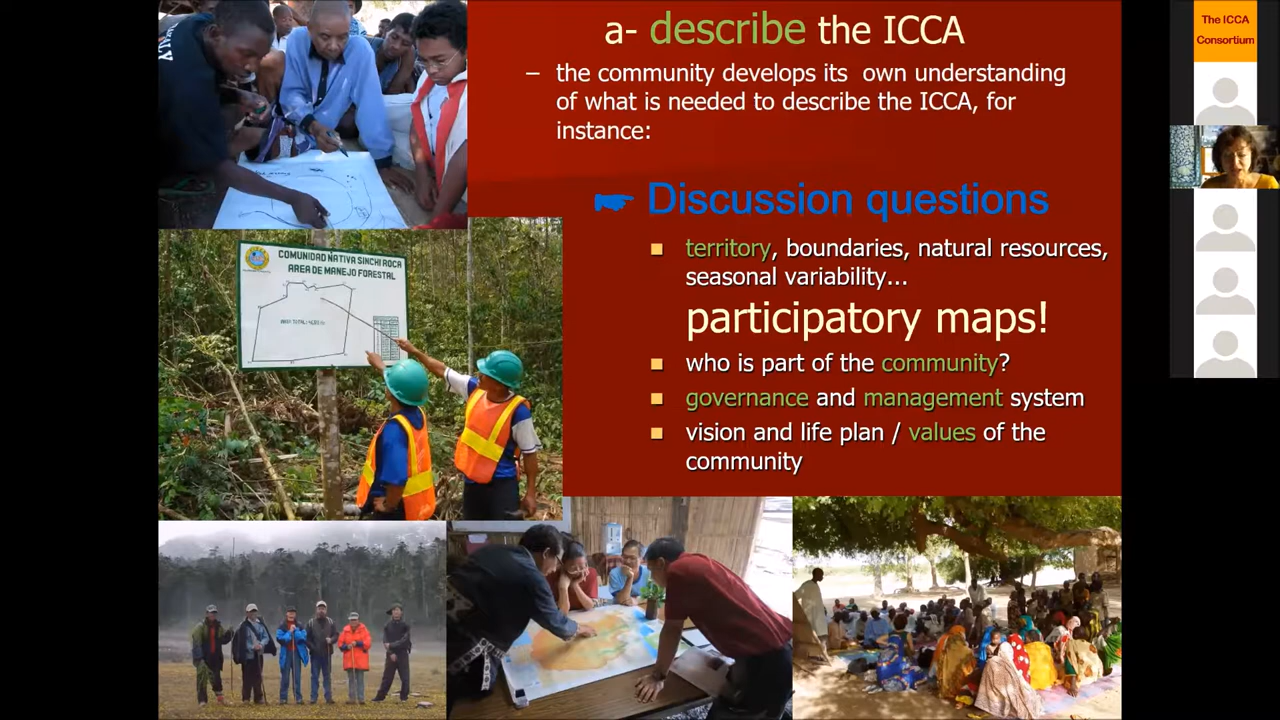 a- describe the ICCA
– the community develops its own understanding
of what is needed to describe the ICCA, for
instance:
☛ Discussion questions
■ territory, boundaries, natural resources,
seasonal variability...
participatory maps!
■ who is part of the community?
■ governance and management system
■ vision and life plan / values of the
community
COMUNIDAD NATIVA SINCHI ROCA
AREA DE MANEJO FORESTAL
The ICCA
Consortium